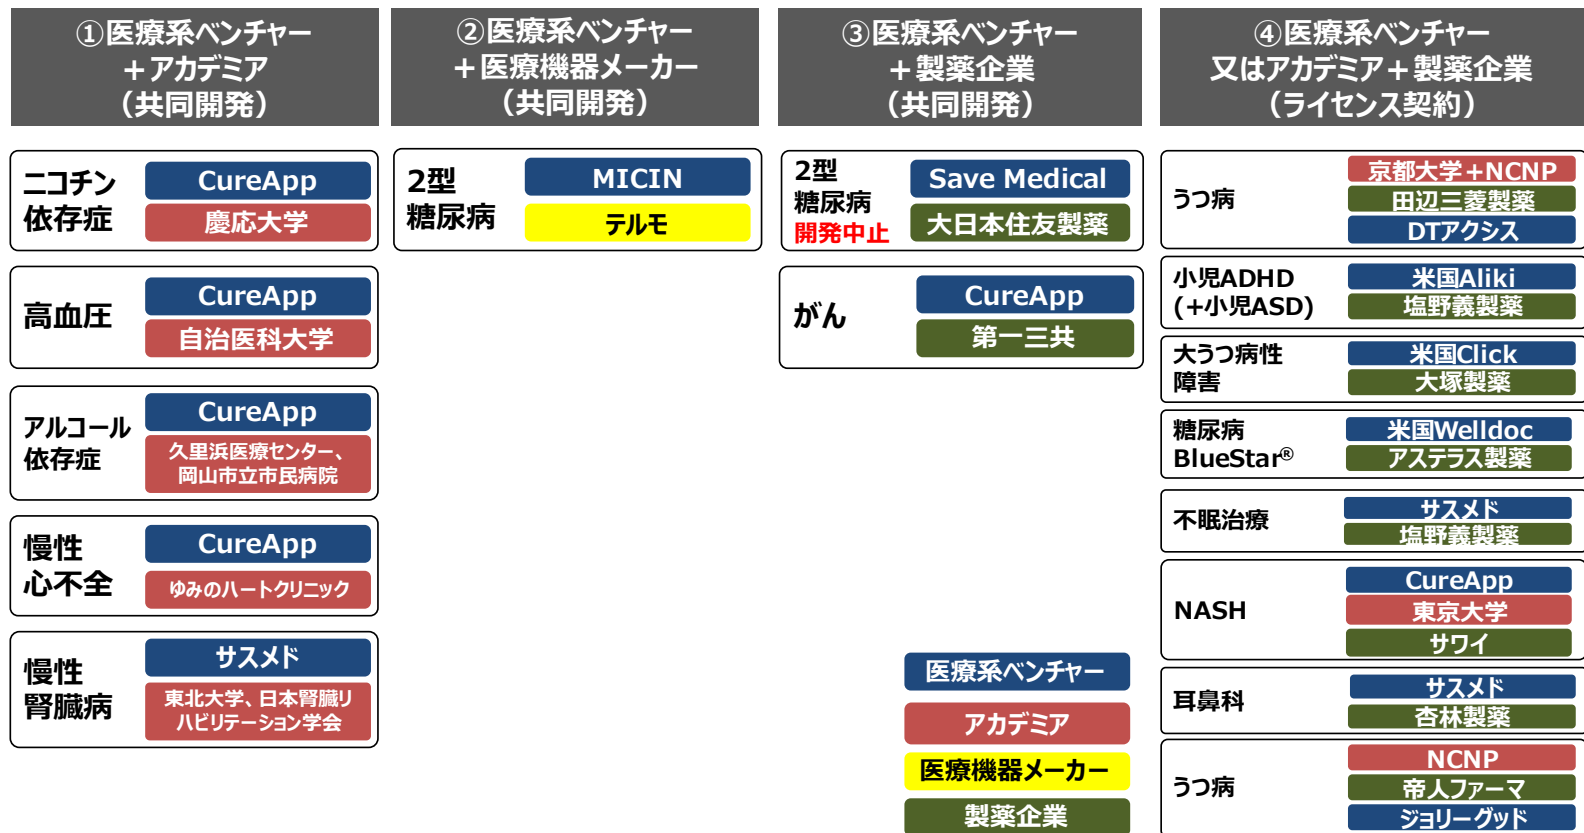 ①医療系ベンチャー
＋アカデミア
（共同開発）
ニコチン
依存症
CureApp
慶応大学
高血圧
CureApp
自治医科大学
アルコール
依存症
CureApp
久里浜医療センター、
岡山市立市民病院
慢性
心不全
CureApp
ゆみのハートクリニック
慢性
腎臓病
サスメド
東北大学、日本腎臓リ
ハビリテーション学会
②医療系ベンチャー
＋医療機器メーカー
（共同開発）
2型
糖尿病
MICIN
テルモ
③医療系ベンチャー
＋製薬企業
（共同開発）
2型
糖尿病
開発中止
Save Medical
大日本住友製薬
がん
CureApp
第一三共
医療系ベンチャー
アカデミア
医療機器メーカー
製薬企業
④医療系ベンチャー
又はアカデミア＋製薬企業
（ライセンス契約）
うつ病
京都大学＋NCNP
田辺三菱製薬
DTアクシス
小児ADHD
(+小児ASD)
米国Aliki
塩野義製薬
大うつ病性
障害
米国Click
大塚製薬
糖尿病
BlueStar®
米国Welldoc
アステラス製薬
不眠治療
サスメド
塩野義製薬
NASH
CureApp
東京大学
サワイ
耳鼻科
サスメド
杏林製薬
うつ病
NCNP
帝人ファーマ
ジョリーグッド